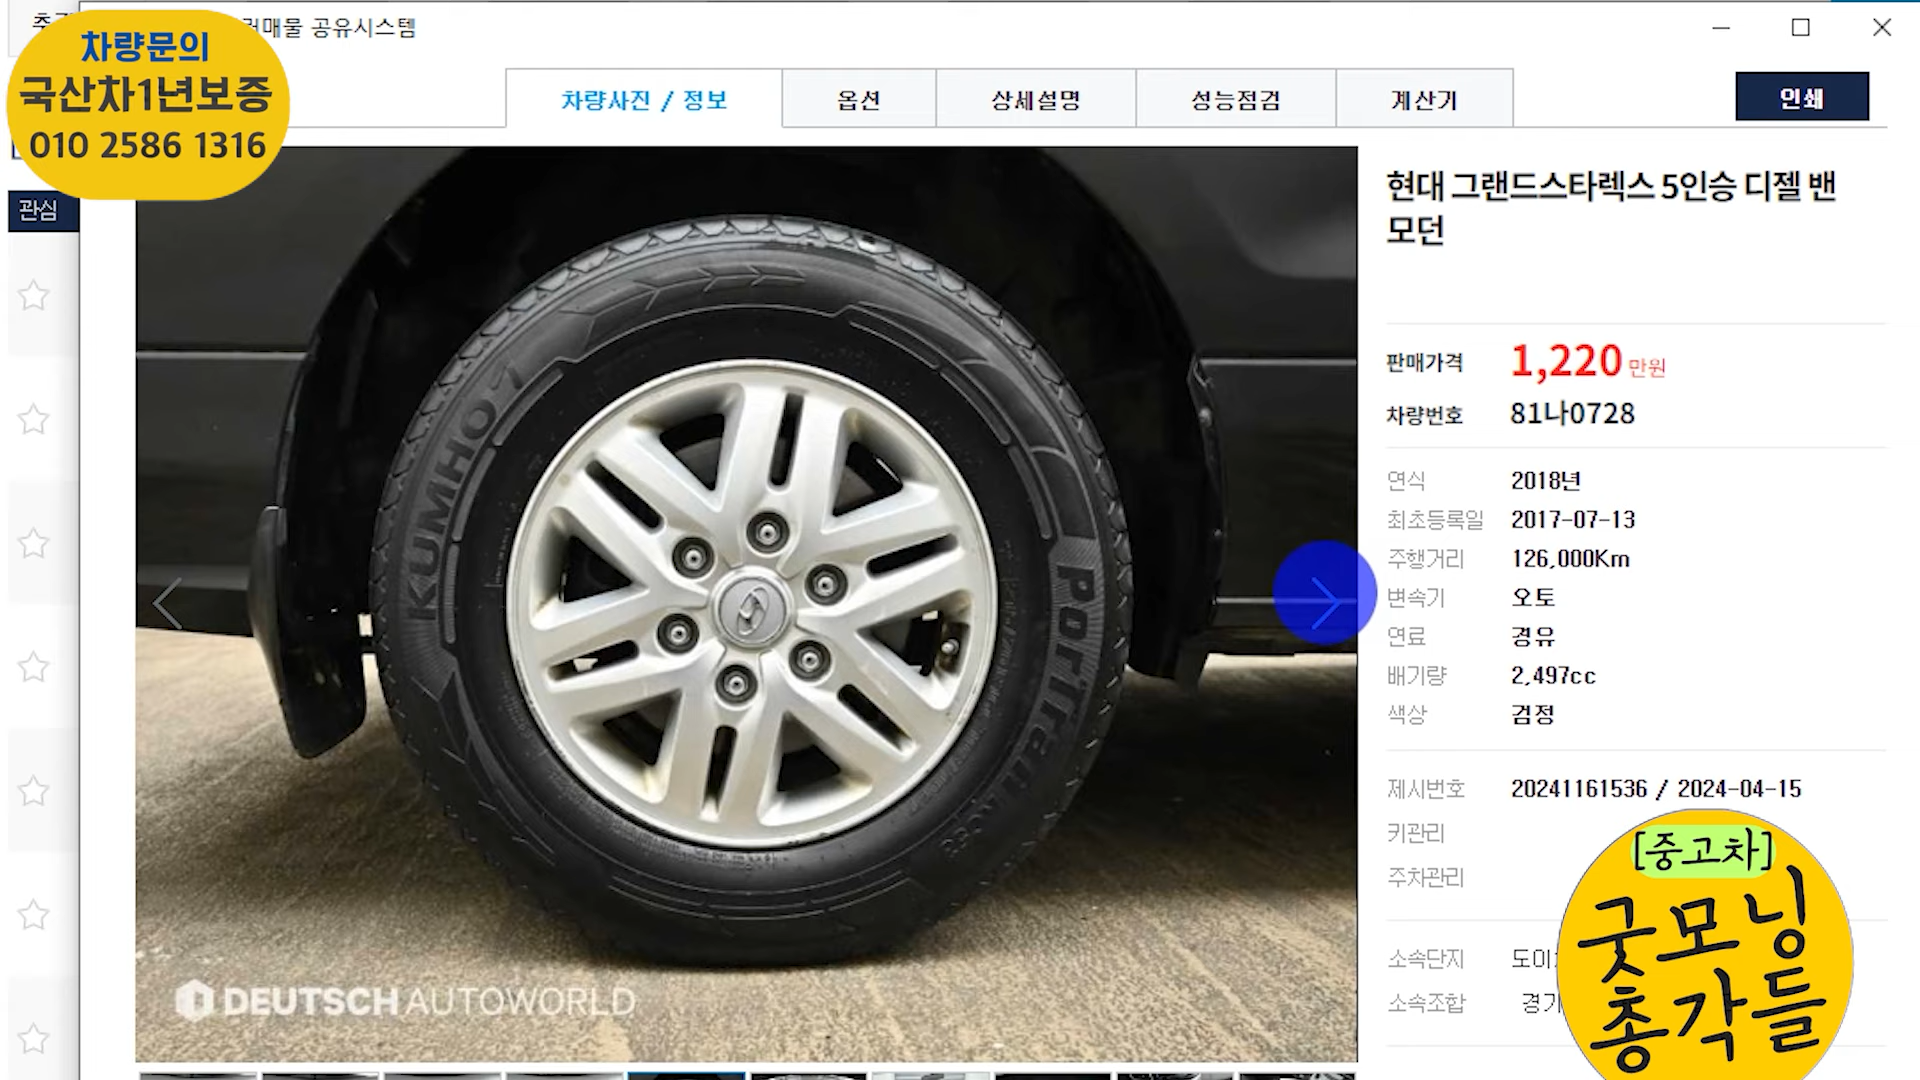 매물 공유시스템
차량문의
국산차1년보증
010 2586 1316
차량사진 / 정보
옵션
상세설명
성능점검
계산기
인쇄
관심
현대 그랜드스타렉스 5인승 디젤 밴
모던
판매가격 1,220 만원
차량번호 81나0728
연식 2018년
최초등록일 2017-07-13
주행거리 126,000Km
변속기 오토
연료 경유
배기량 2,497cc
색상 검정
제시번호 20241161536 / 2024-04-15
키관리
주차관리
소속단지 도이
소속조합 경기
KUMHO
PorTran
DEUTSCH AUTOWORLD
[중고차]
굿모닝
총각들